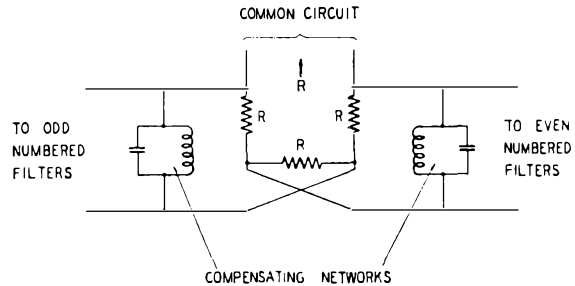 COMMON CIRCUIT
R
R
R
R
TO ODD
NUMBERED
FILTERS
TO EVEN
NUMBERED
FILTERS
COMPENSATING NETWORKS